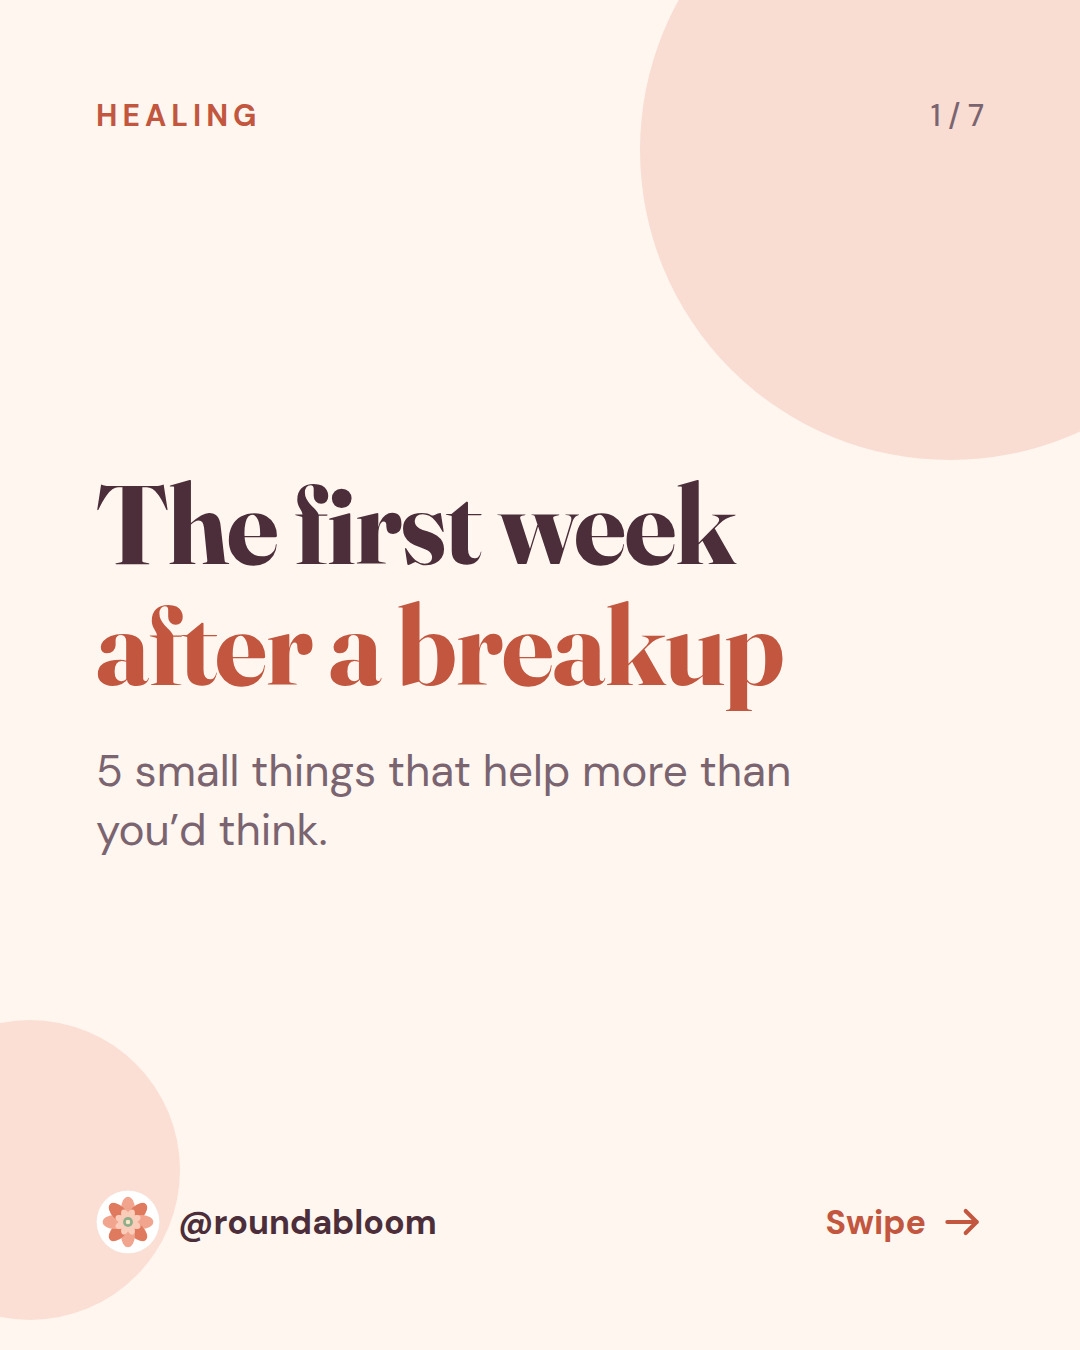 HEALING
1 / 7
The first week
after a breakup
5 small things that help more than
you’d think.
@roundabloom
Swipe →